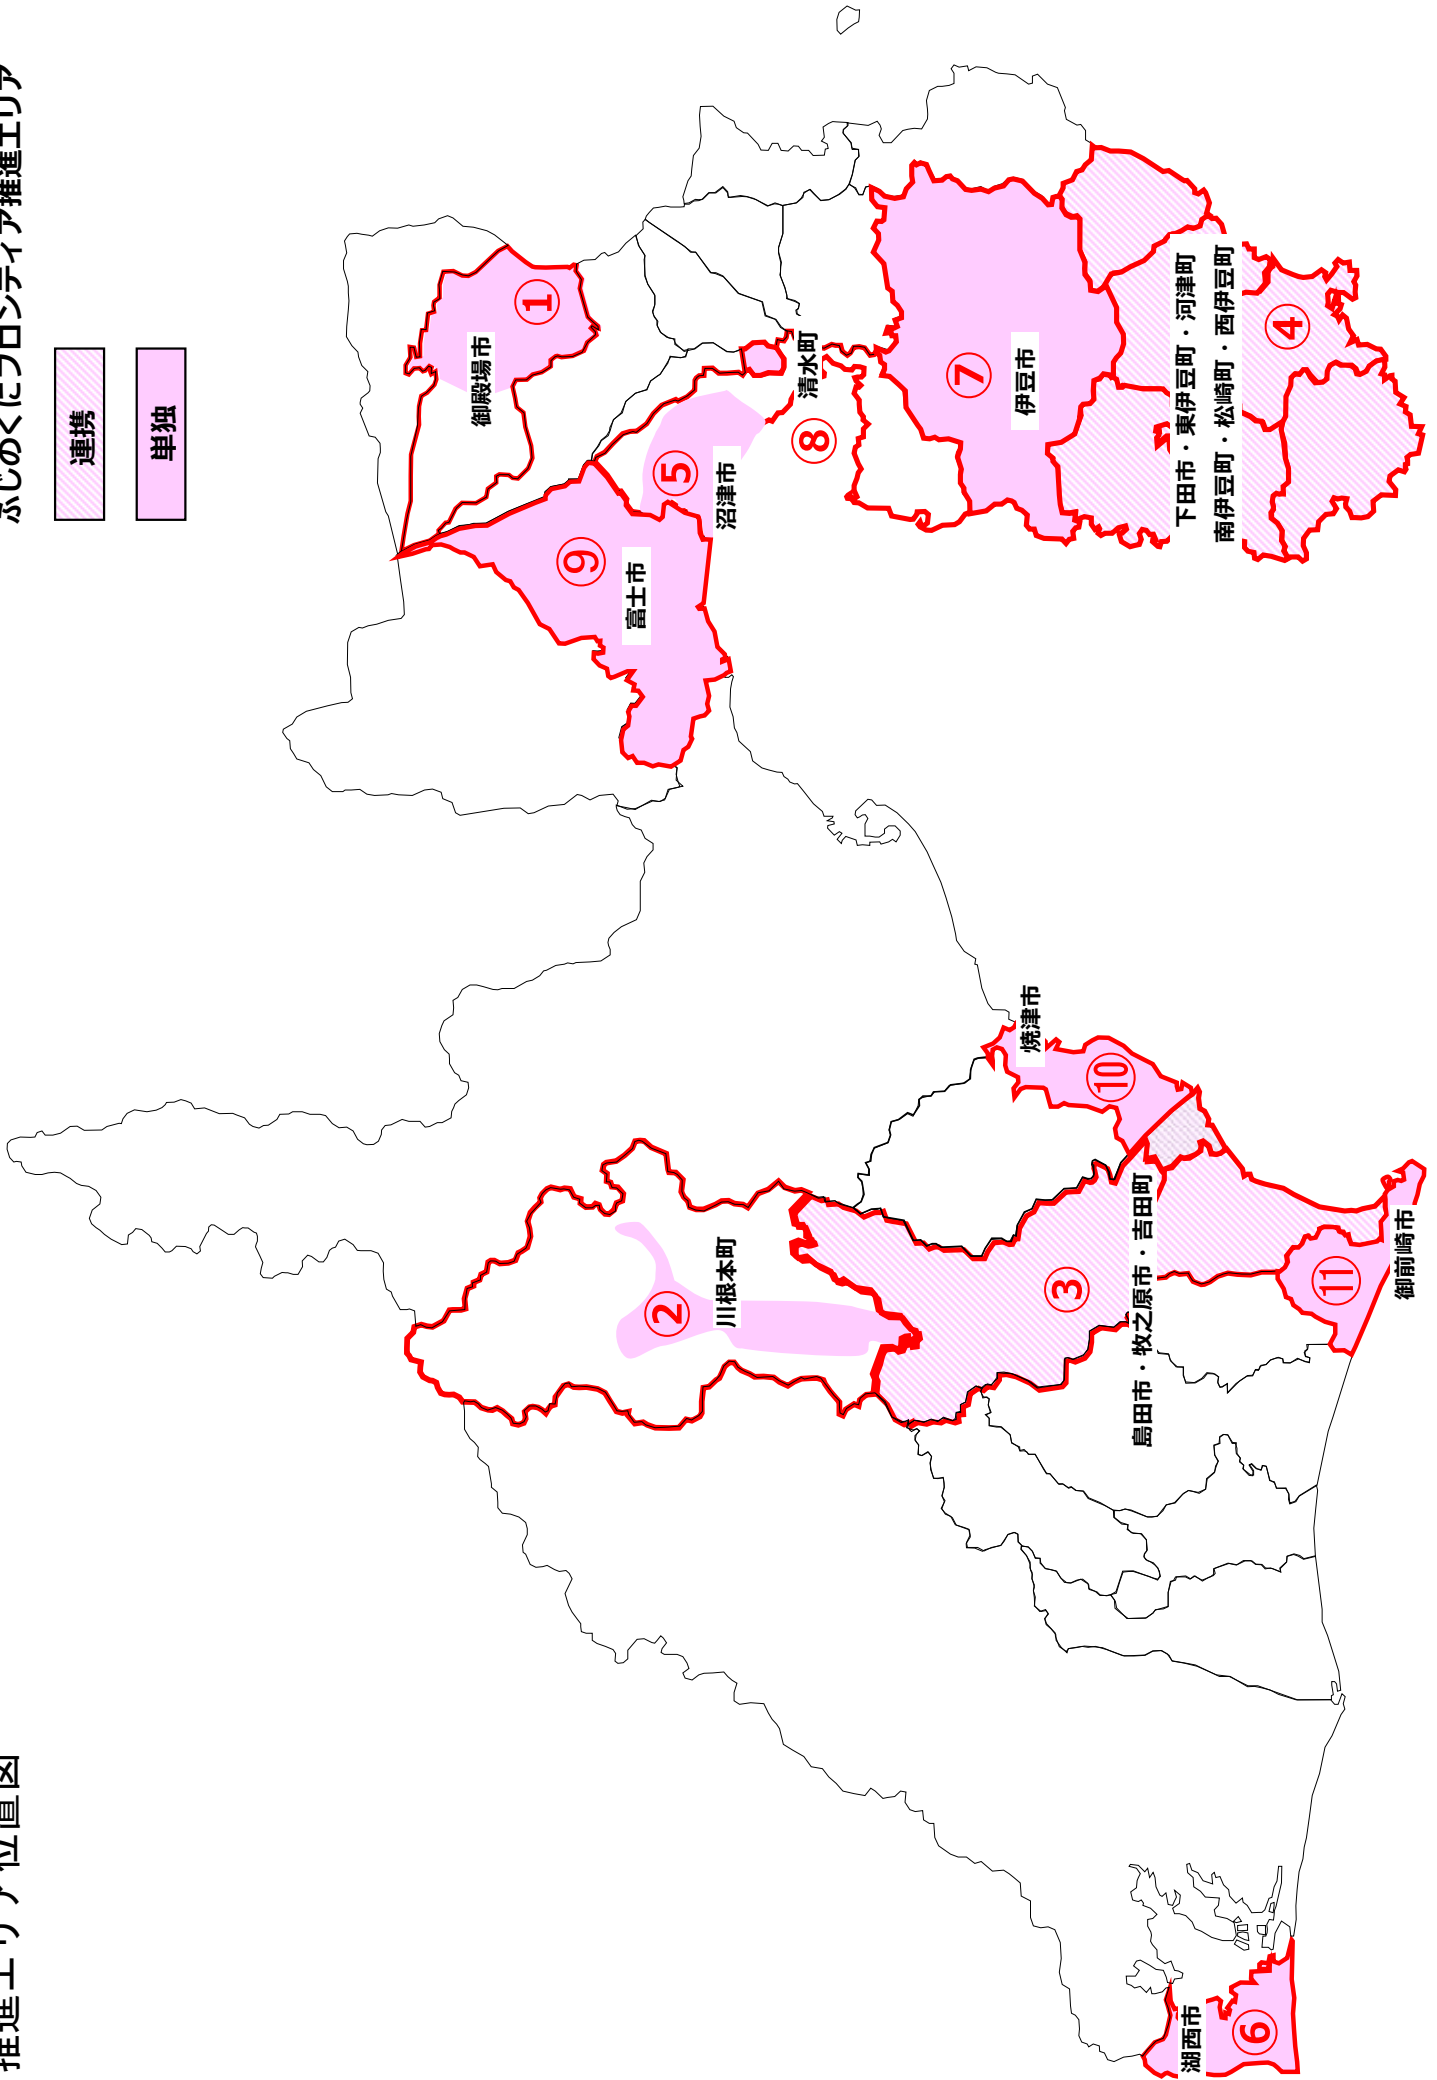 推進エリア位置図
ふじのくにフロンティア推進エリア
連携
単独
①
御殿場市
②
川根本町
③
島田市・牧之原市・吉田町
④
下田市・東伊豆町・河津町
南伊豆町・松崎町・西伊豆町
⑤
沼津市
⑥
湖西市
⑦
伊豆市
⑧
清水町
⑨
富士市
⑩
焼津市
⑪
御前崎市